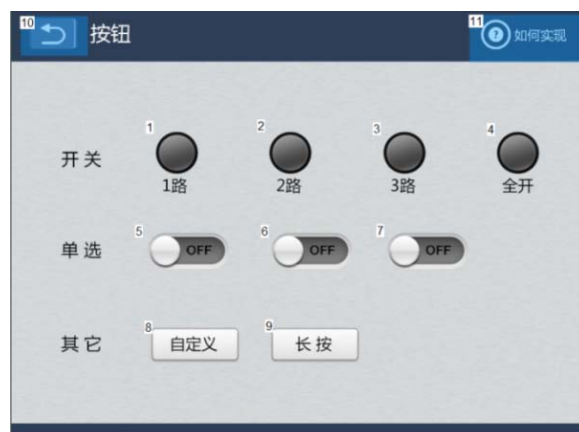 10 按钮 11 ? 如何实现
1 2 3 4
开关
1路 2路 3路 全开
5 6 7
单选 OFF OFF OFF
8 9
其它 自定义 长按